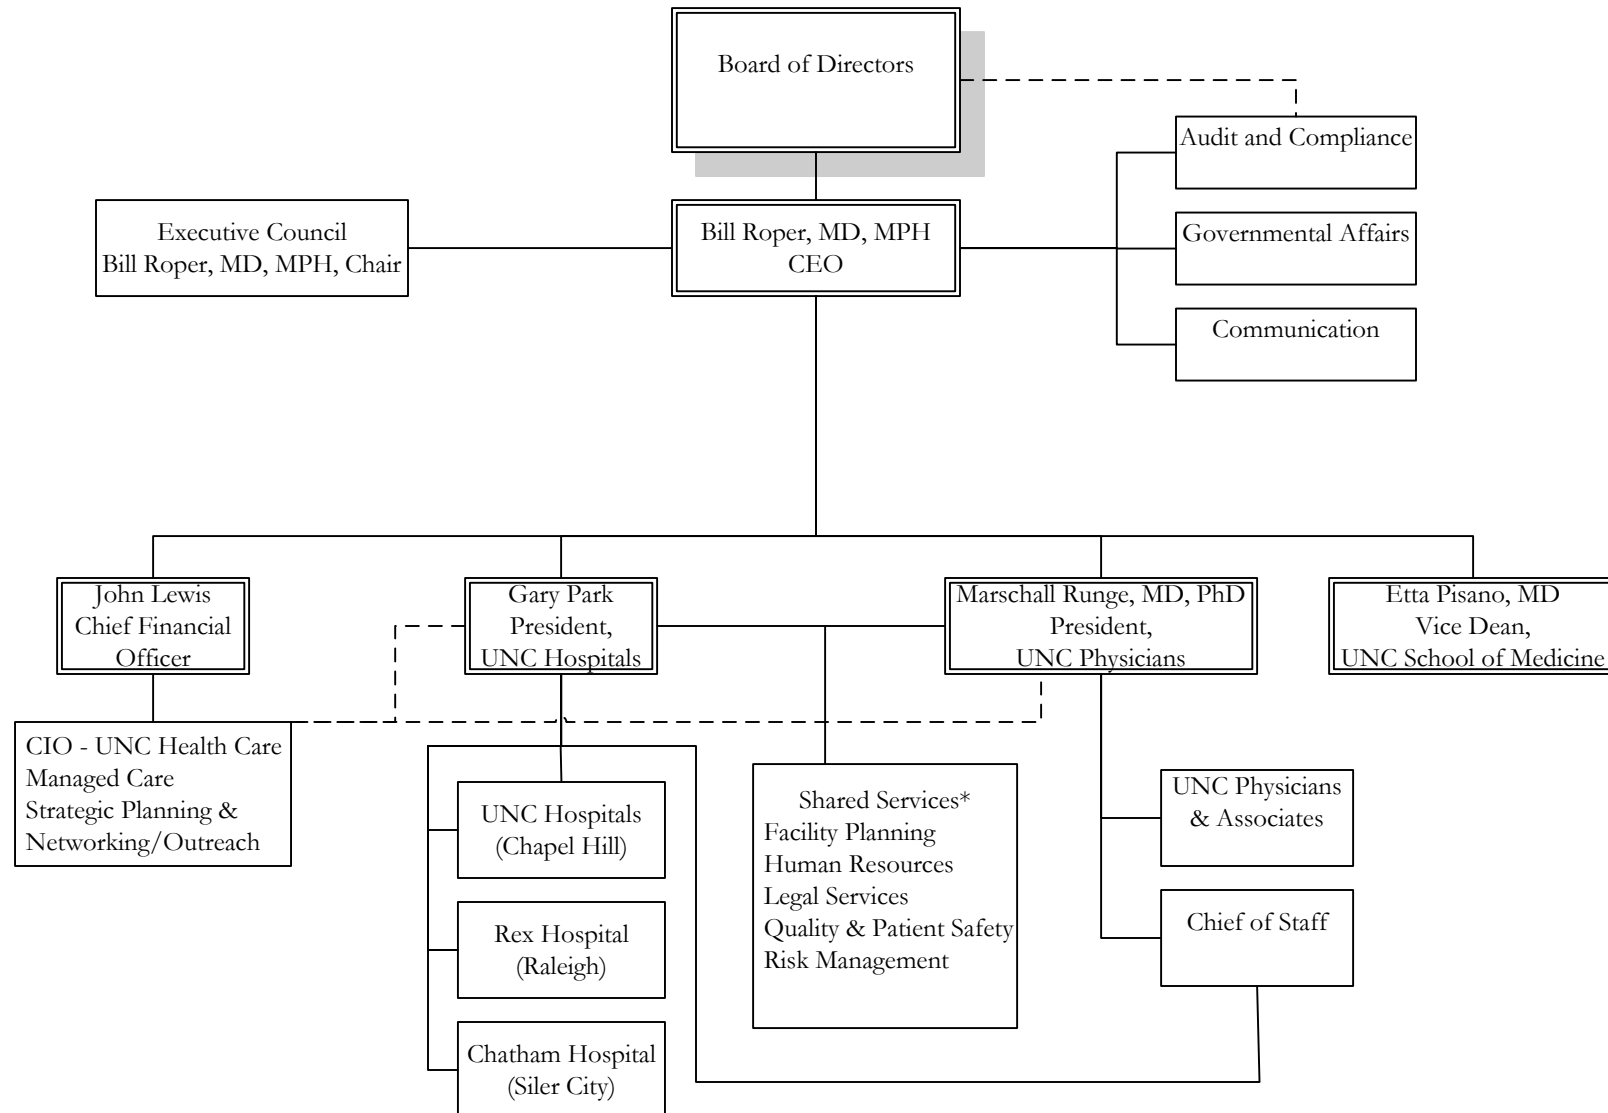 Board of Directors
Audit and Compliance
Executive Council
Bill Roper, MD, MPH, Chair
Bill Roper, MD, MPH
CEO
Governmental Affairs
Communication
John Lewis
Chief Financial
Officer
Gary Park
President,
UNC Hospitals
Marschall Runge, MD, PhD
President,
UNC Physicians
Etta Pisano, MD
Vice Dean,
UNC School of Medicine
CIO - UNC Health Care
Managed Care
Strategic Planning &
Networking/Outreach
UNC Hospitals
(Chapel Hill)
Rex Hospital
(Raleigh)
Chatham Hospital
(Siler City)
Shared Services*
Facility Planning
Human Resources
Legal Services
Quality & Patient Safety
Risk Management
UNC Physicians
& Associates
Chief of Staff